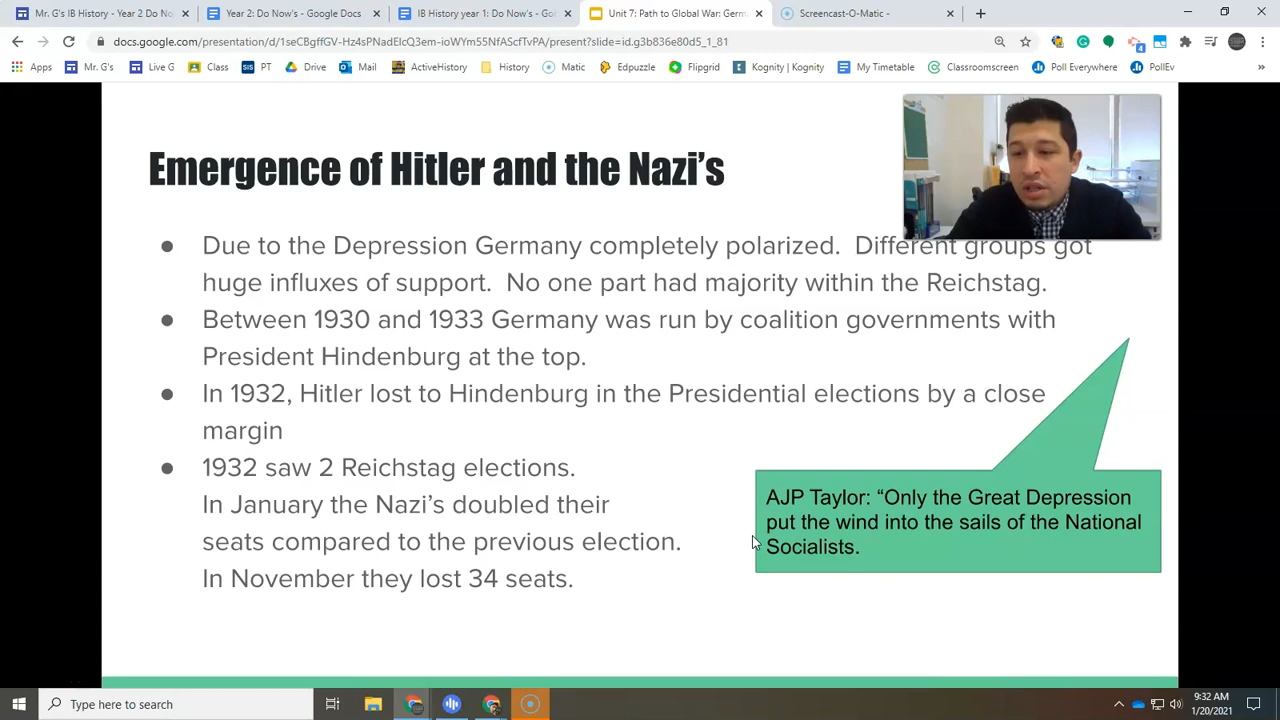 Mr. G's IB History - Year 2 Do No
Year 2: Do Now's - Google Docs
IB History year 1: Do Now's - Go
Unit 7: Path to Global War: Germ
Screencast-O-Matic -
docs.google.com/presentation/d/1seCBgffGV-Hz4sPNadElcQ3em-ioWYm55NfAScfTvPA/present?slide=id.g3b836e80d5_1_81
Apps Mr. G's Live G Class PT Drive Mail ActiveHistory History Matic Edpuzzle Flipgrid Kognity | Kognity My Timetable Classroomscreen Poll Everywhere PollEv
Emergence of Hitler and the Nazi's
● Due to the Depression Germany completely polarized. Different groups got
huge influxes of support. No one part had majority within the Reichstag.
● Between 1930 and 1933 Germany was run by coalition governments with
President Hindenburg at the top.
● In 1932, Hitler lost to Hindenburg in the Presidential elections by a close
margin
● 1932 saw 2 Reichstag elections.
In January the Nazi's doubled their
seats compared to the previous election.
In November they lost 34 seats.
AJP Taylor: “Only the Great Depression
put the wind into the sails of the National
Socialists.
Type here to search
9:32 AM
1/20/2021